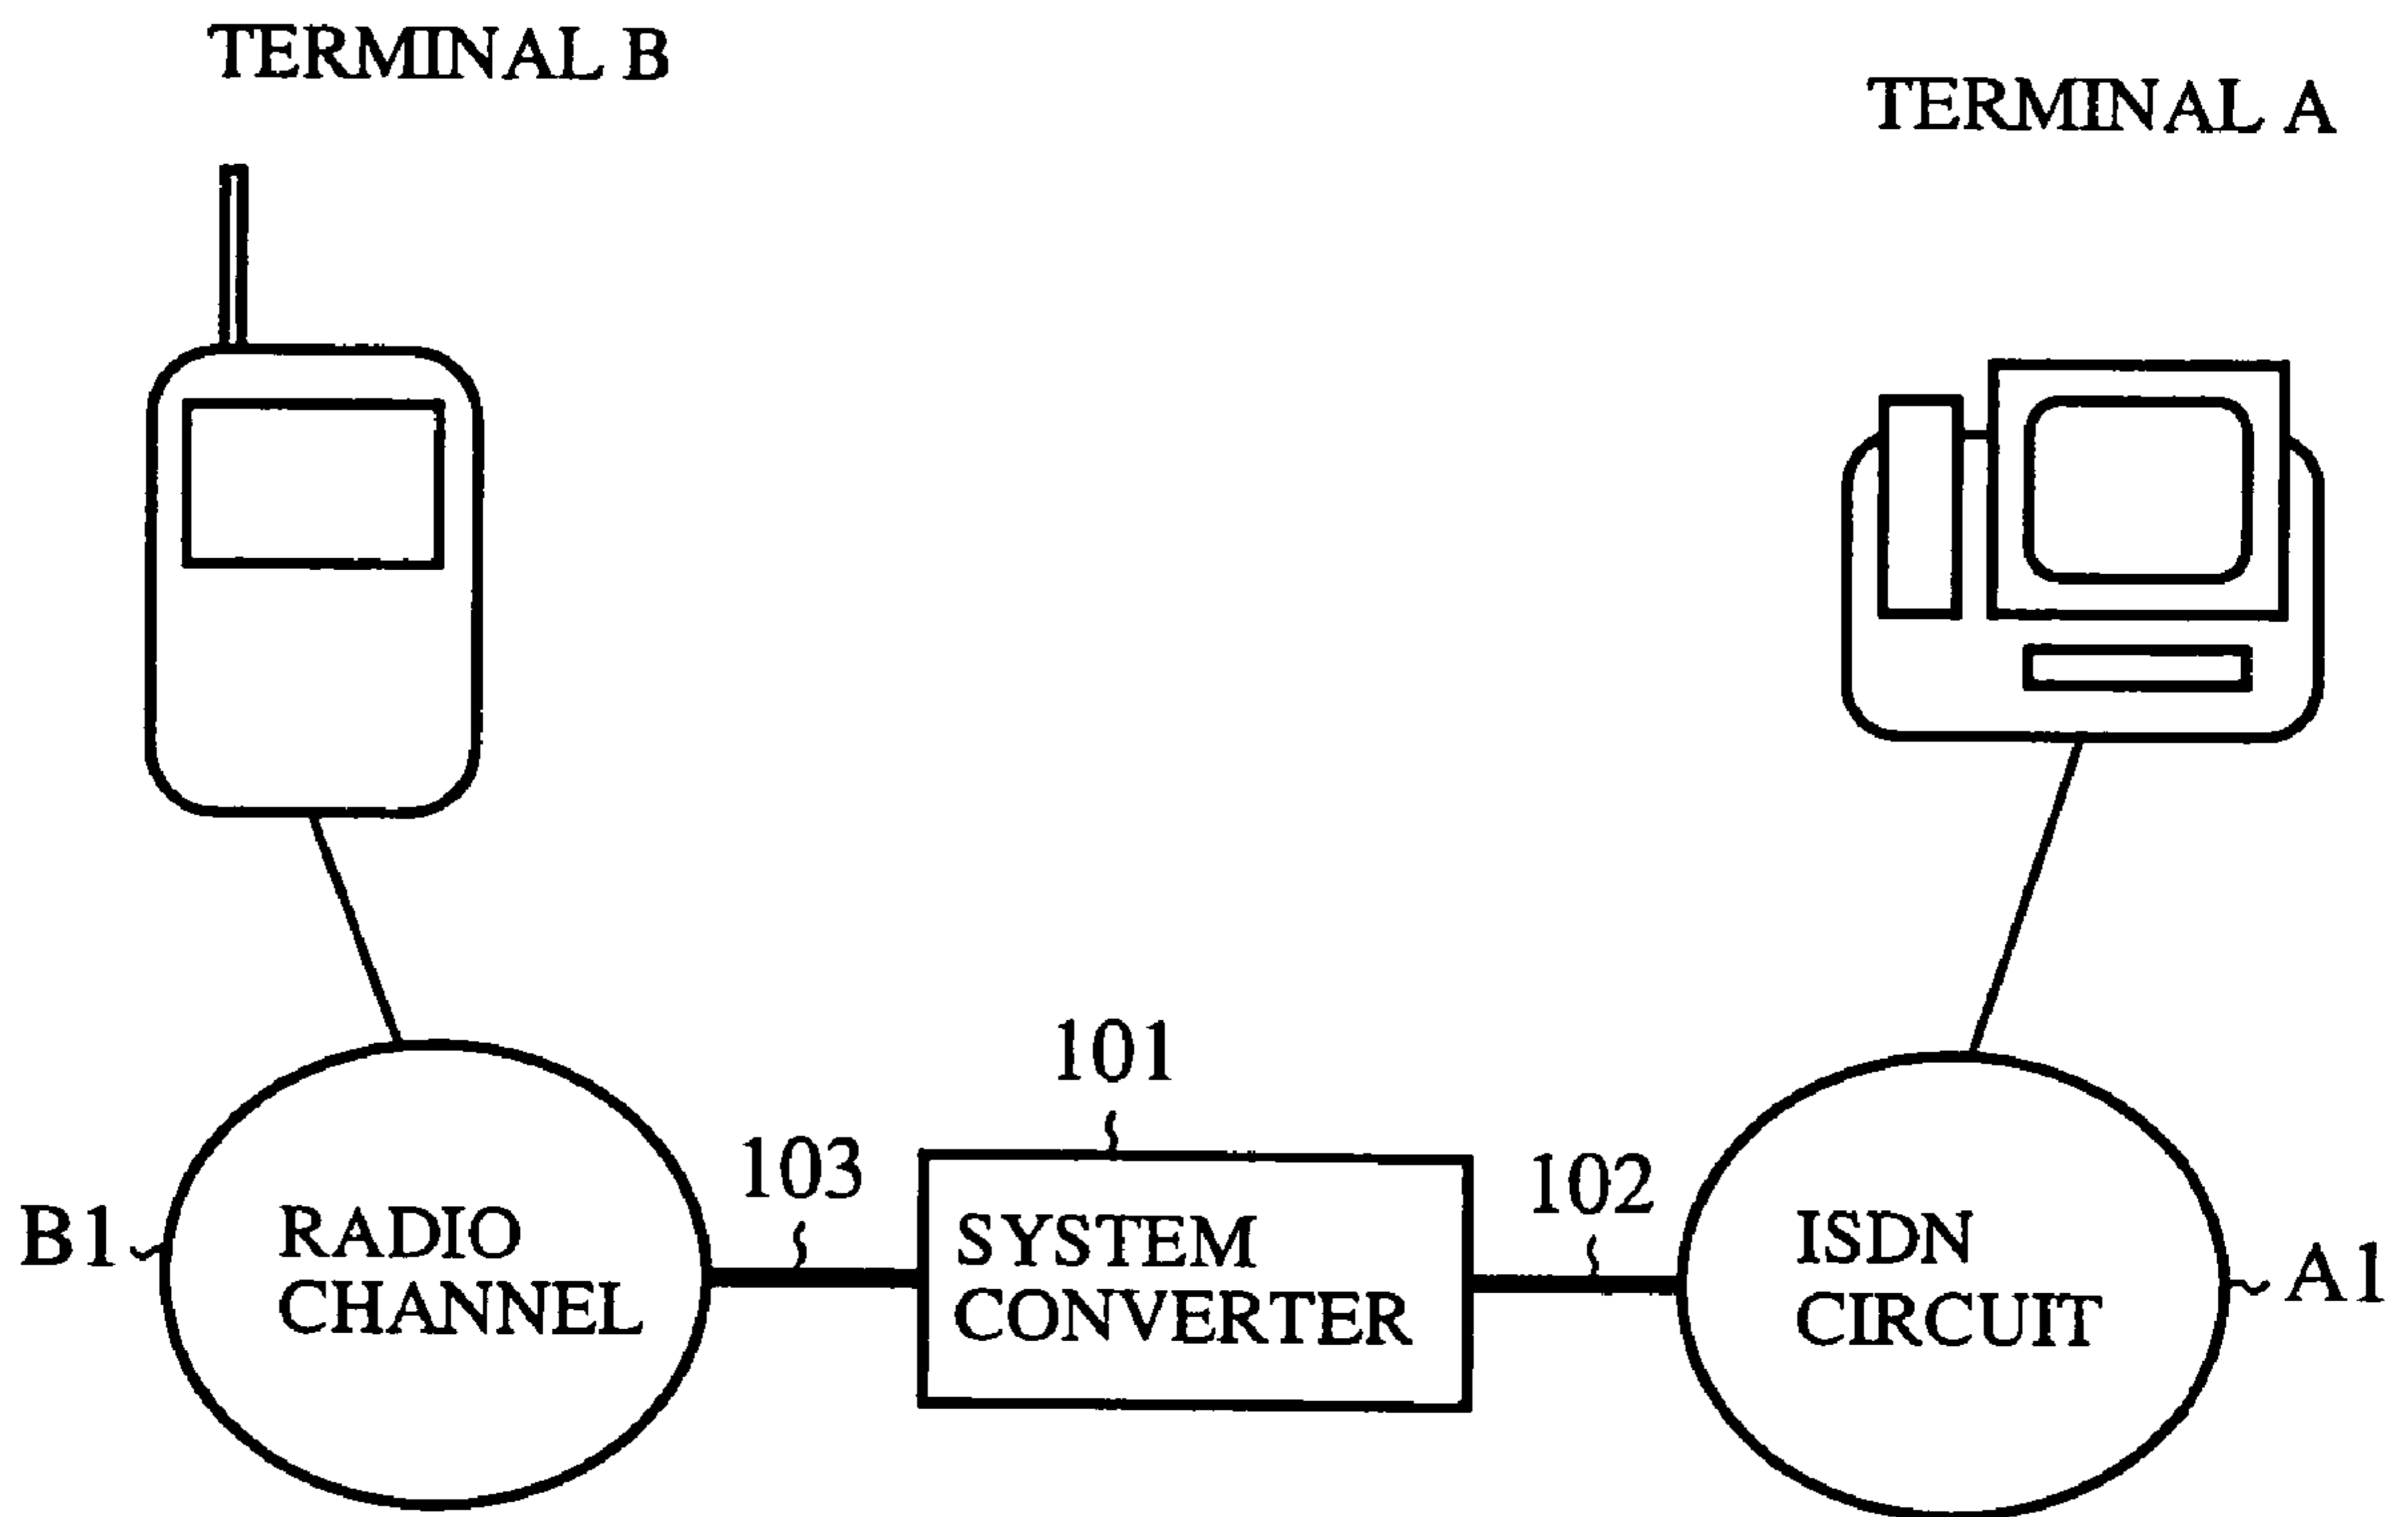 TERMINAL B
TERMINAL A
101
103
102
B1
RADIO
CHANNEL
SYSTEM
CONVERTER
ISDN
CIRCUIT
A1